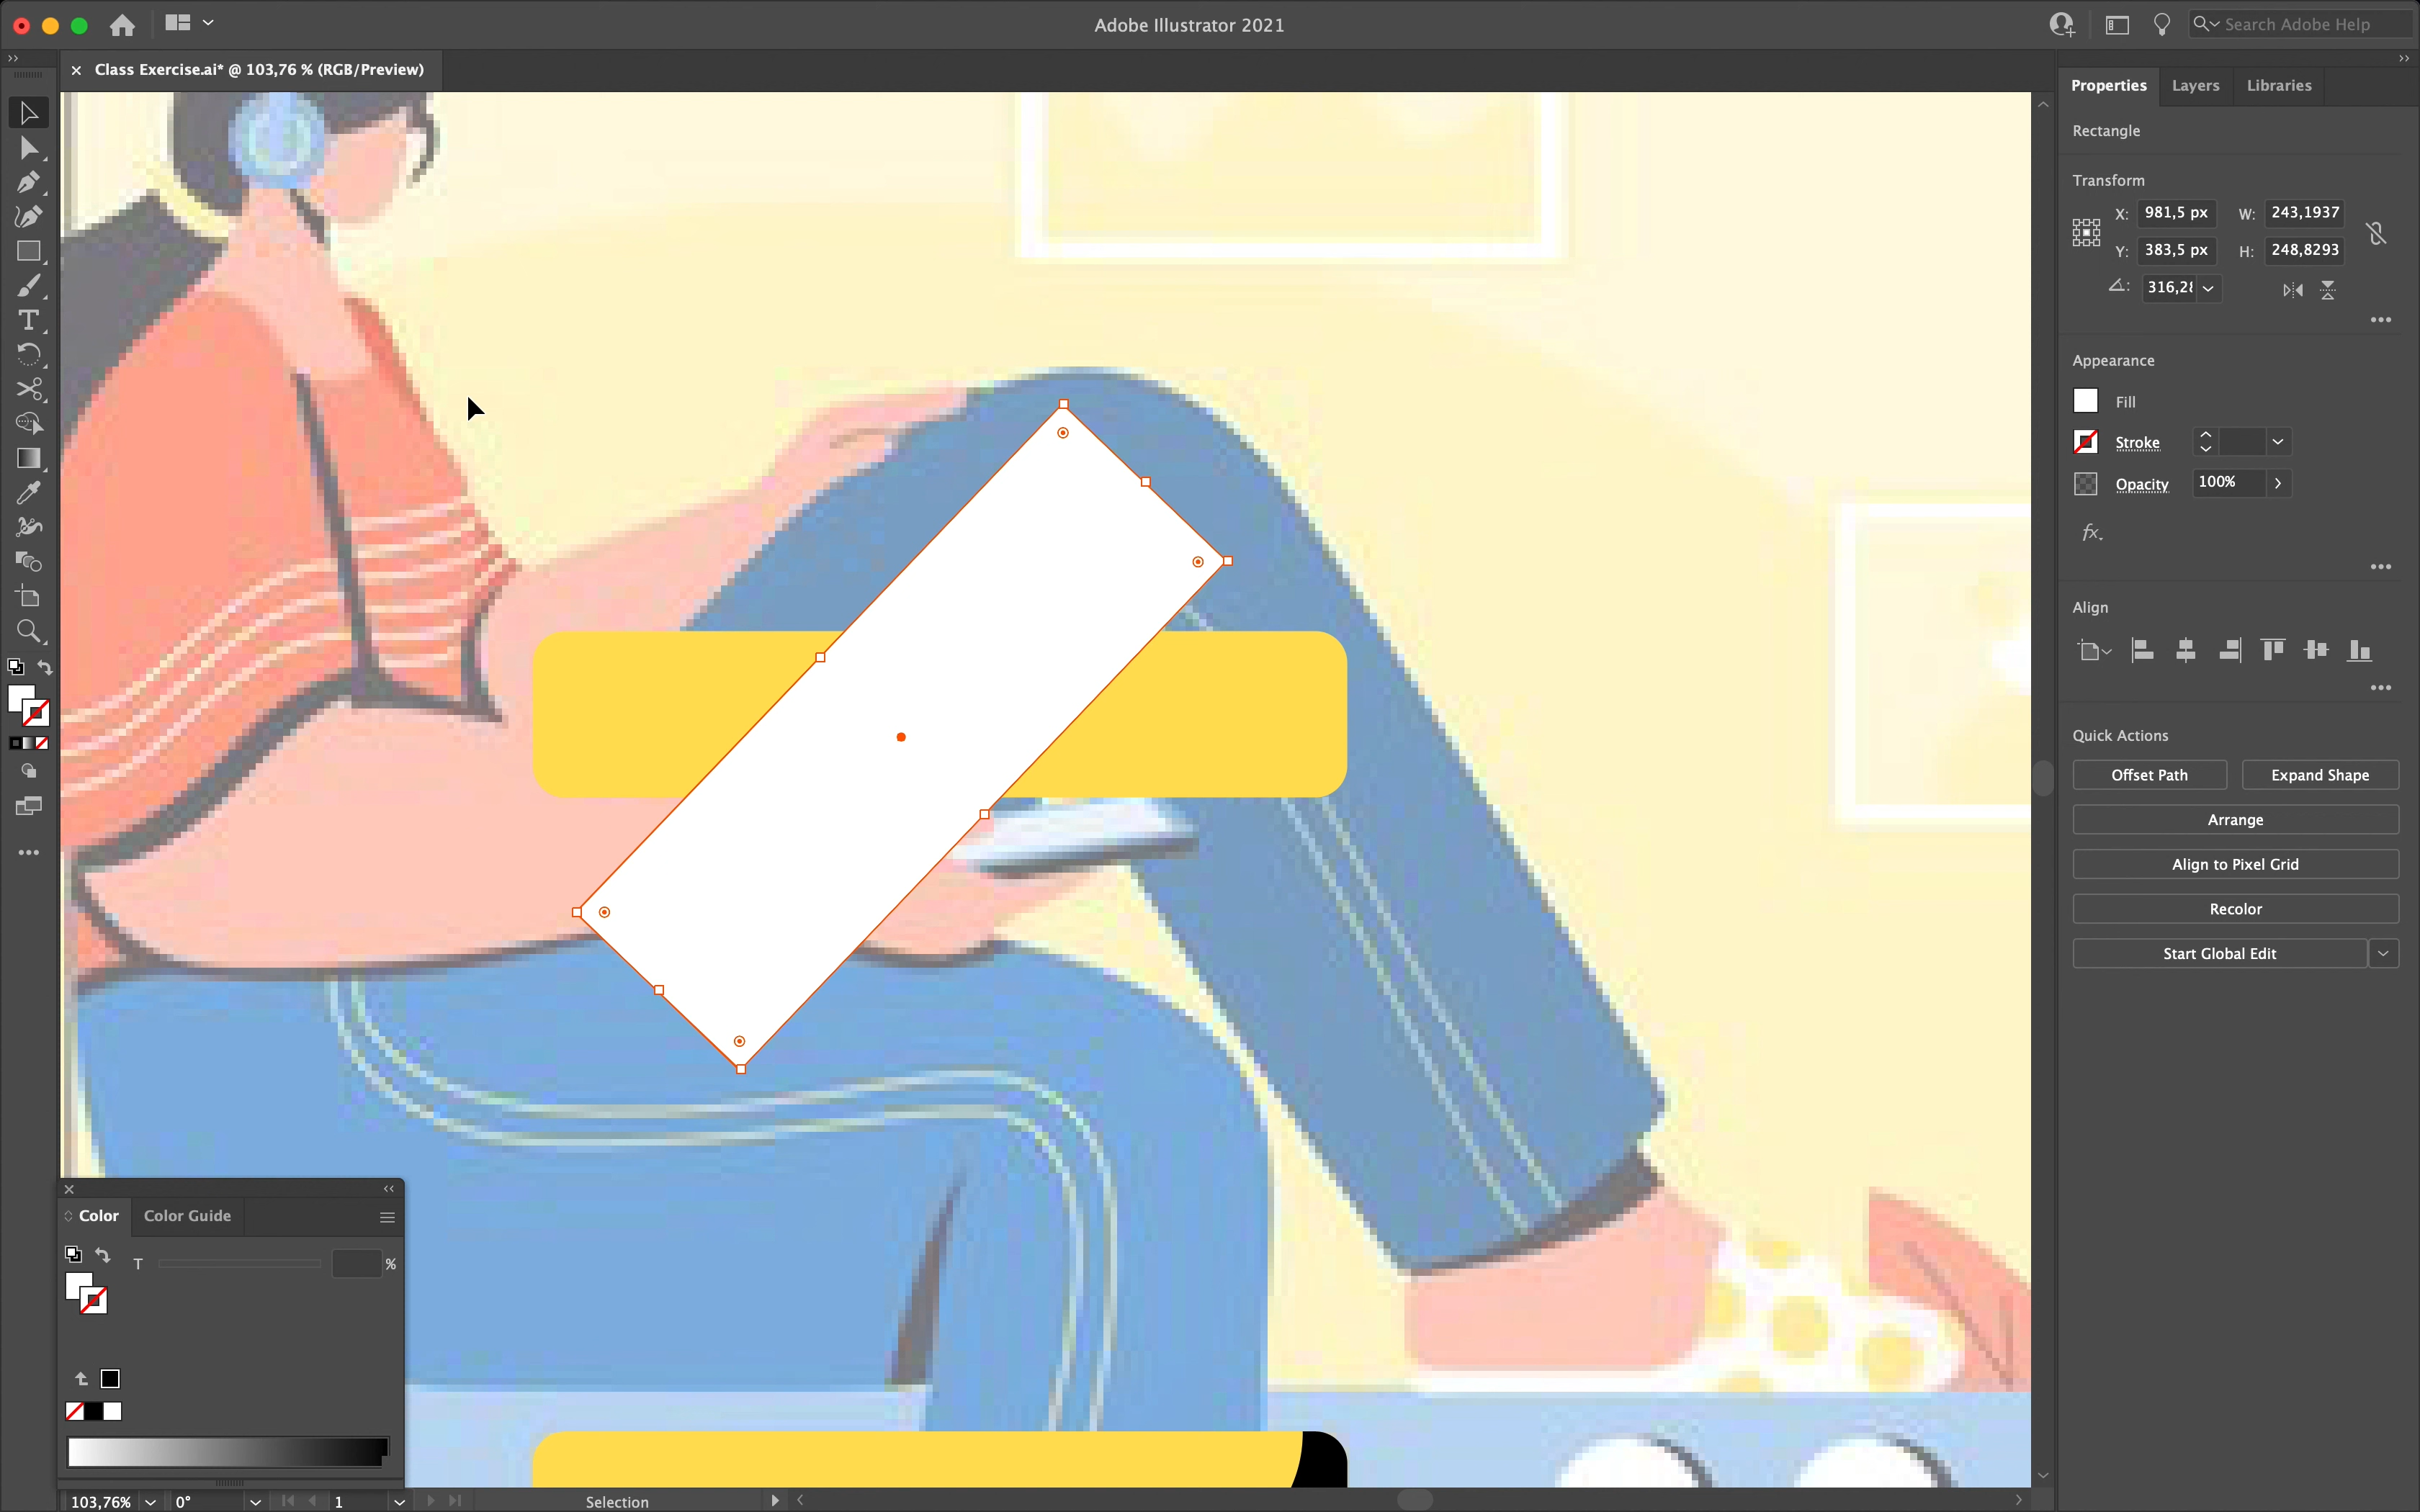 Adobe Illustrator 2021
Search Adobe Help
Class Exercise.ai* @ 103,76 % (RGB/Preview)
Properties
Layers
Libraries
Rectangle
Transform
X: 981,5 px W: 243,1937
Y: 383,5 px H: 248,8293
Appearance
Fill
Stroke
Opacity 100%
fx
Align
Quick Actions
Offset Path
Expand Shape
Arrange
Align to Pixel Grid
Recolor
Start Global Edit
Color
Color Guide
T %
103,76% 0° 1 Selection